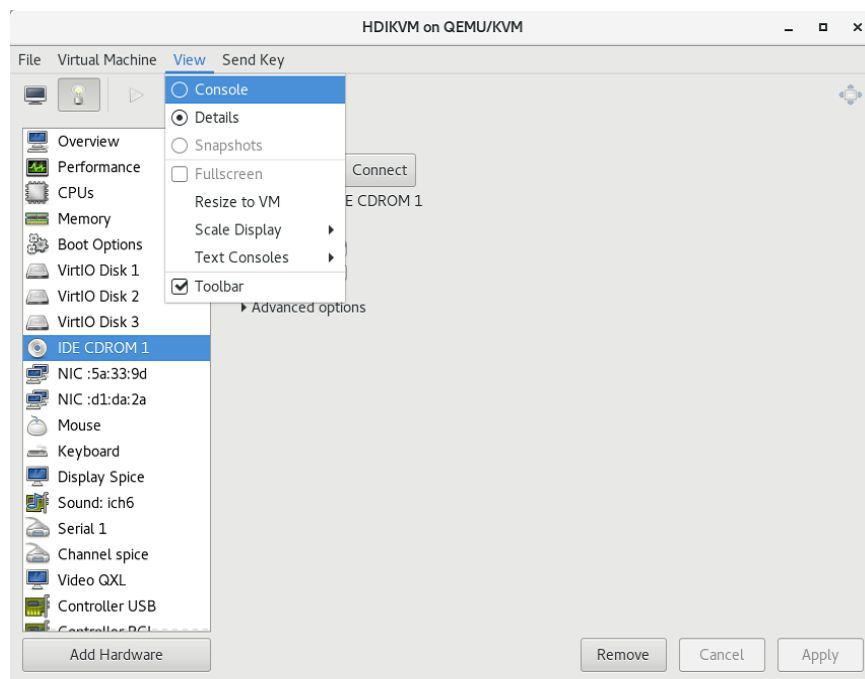 HDIKVM on QEMU/KVM
File Virtual Machine View Send Key
Console
Details
Snapshots
Fullscreen
Resize to VM
Scale Display
Text Consoles
Toolbar
Overview
Performance
CPUs
Memory
Boot Options
VirtIO Disk 1
VirtIO Disk 2
VirtIO Disk 3
IDE CDROM 1
NIC :5a:33:9d
NIC :d1:da:2a
Mouse
Keyboard
Display Spice
Sound: ich6
Serial 1
Channel spice
Video QXL
Controller USB
Controller PCI
Add Hardware
Connect
E CDROM 1
Advanced options
Remove Cancel Apply